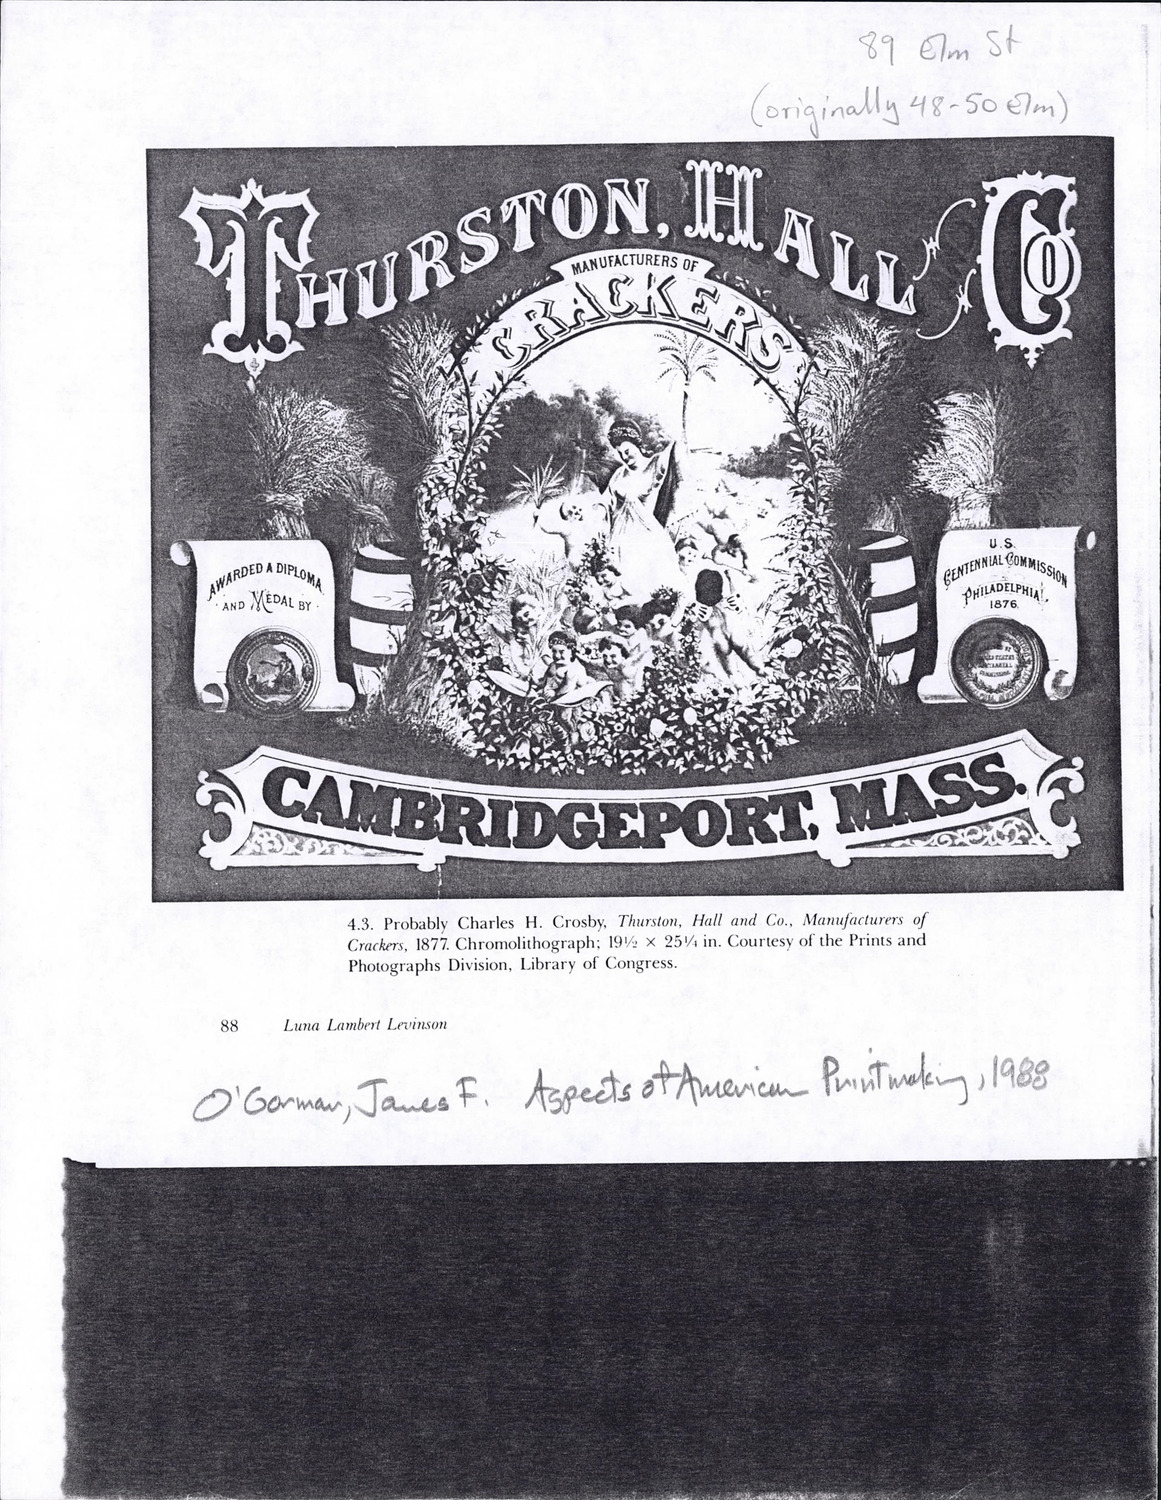 89 Elm St
(originally 48-50 Elm)
THURSTON, HALL & CO
MANUFACTURERS OF
CRACKERS
AWARDED A DIPLOMA
AND MEDAL BY
U.S.
CENTENNIAL COMMISSION
PHILADELPHIA,
1876.
CAMBRIDGEPORT, MASS.
4.3. Probably Charles H. Crosby, Thurston, Hall and Co., Manufacturers of
Crackers, 1877. Chromolithograph; 19½ × 25¼ in. Courtesy of the Prints and
Photographs Division, Library of Congress.
88 Luna Lambert Levinson
O'Gorman, James F. Aspects of American Printmaking, 1988